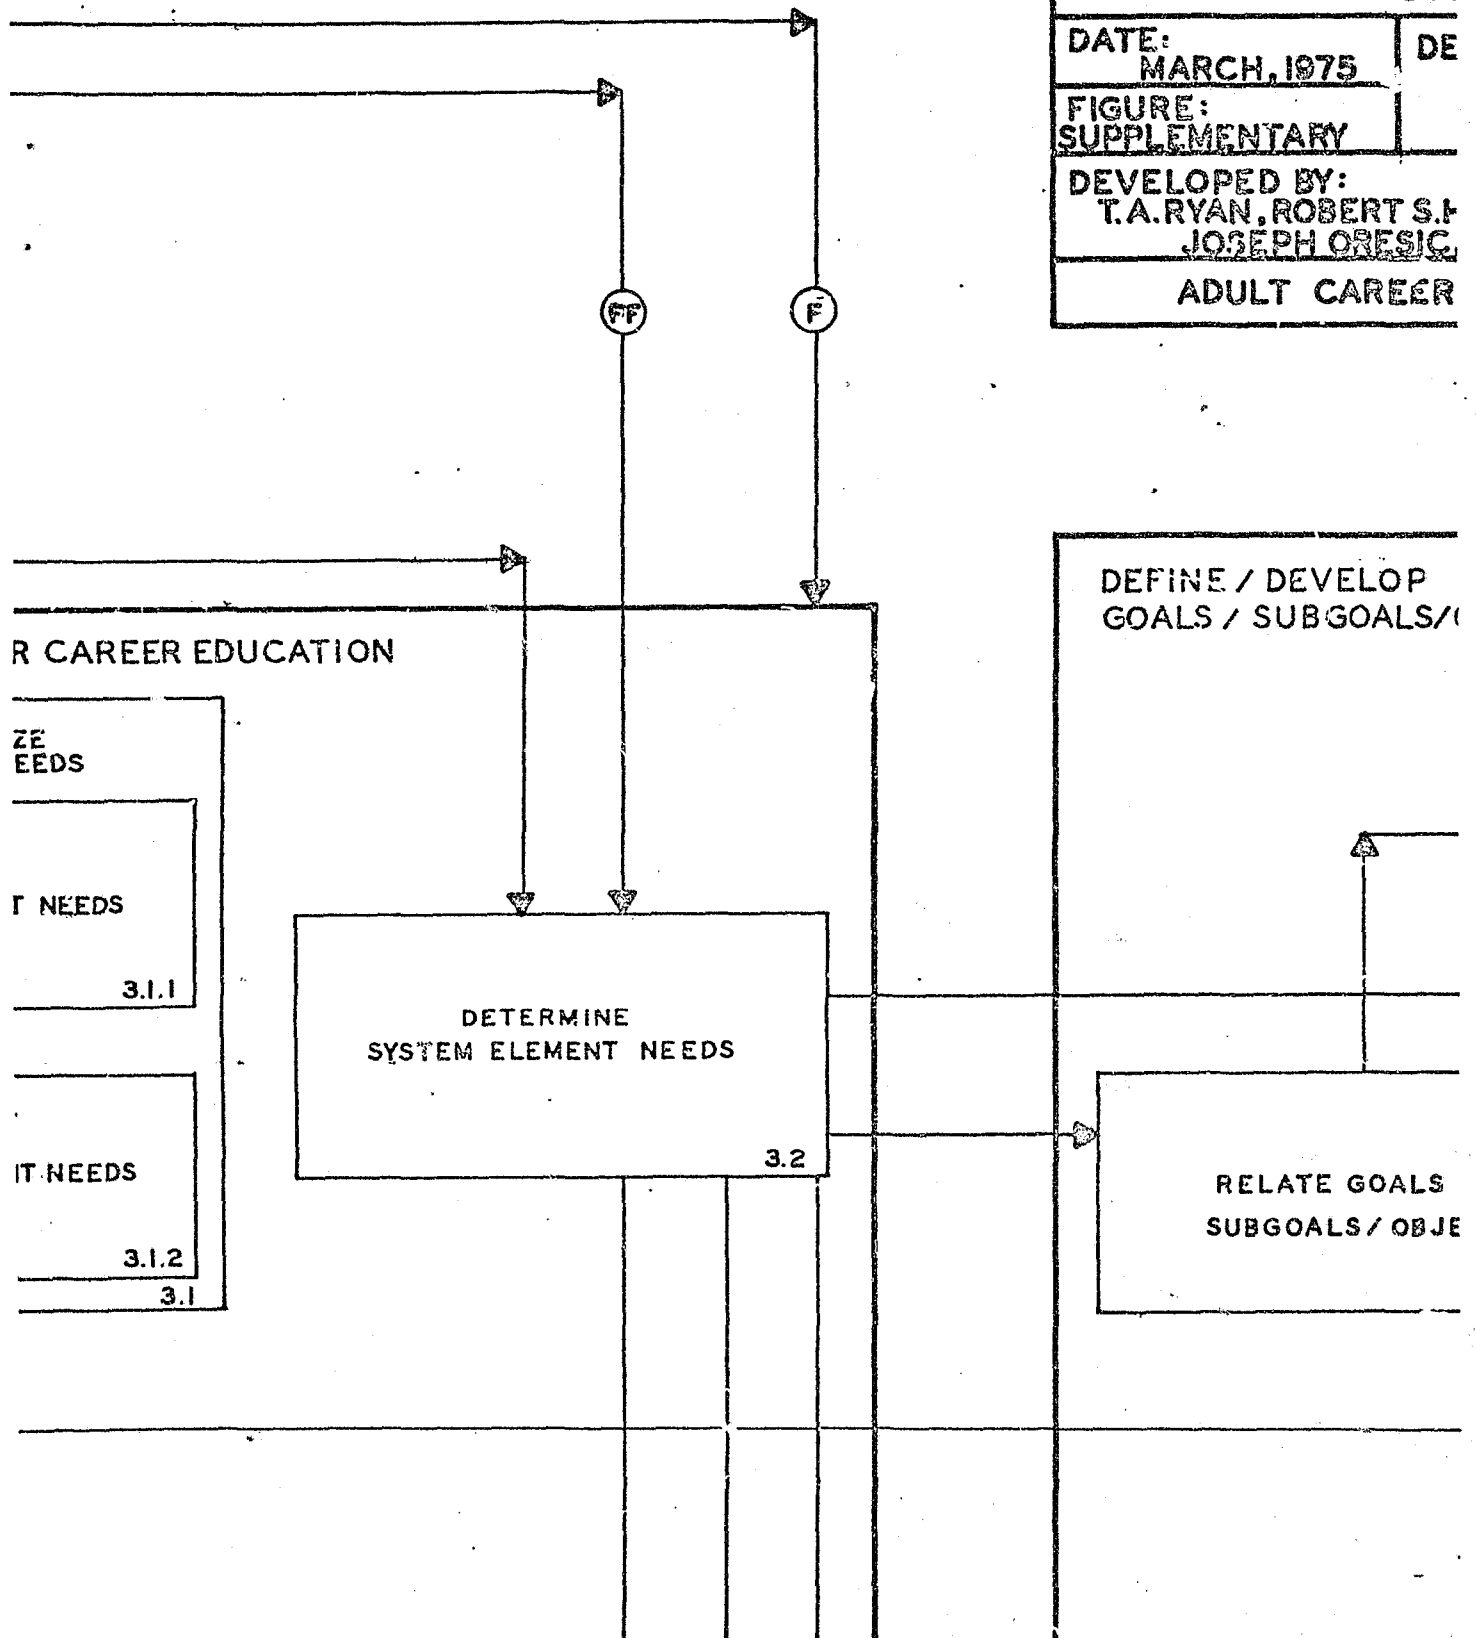 DATE:
MARCH, 1975
DE
FIGURE:
SUPPLEMENTARY
DEVELOPED BY:
T.A. RYAN, ROBERT S.
JOSEPH ORESIC
ADULT CAREER
FF
F
DEFINE / DEVELOP
GOALS / SUBGOALS/
R CAREER EDUCATION
ZE
EEDS
T NEEDS
3.1.1
DETERMINE
SYSTEM ELEMENT NEEDS
3.2
IT NEEDS
3.1.2
3.1
RELATE GOALS
SUBGOALS / OBJE